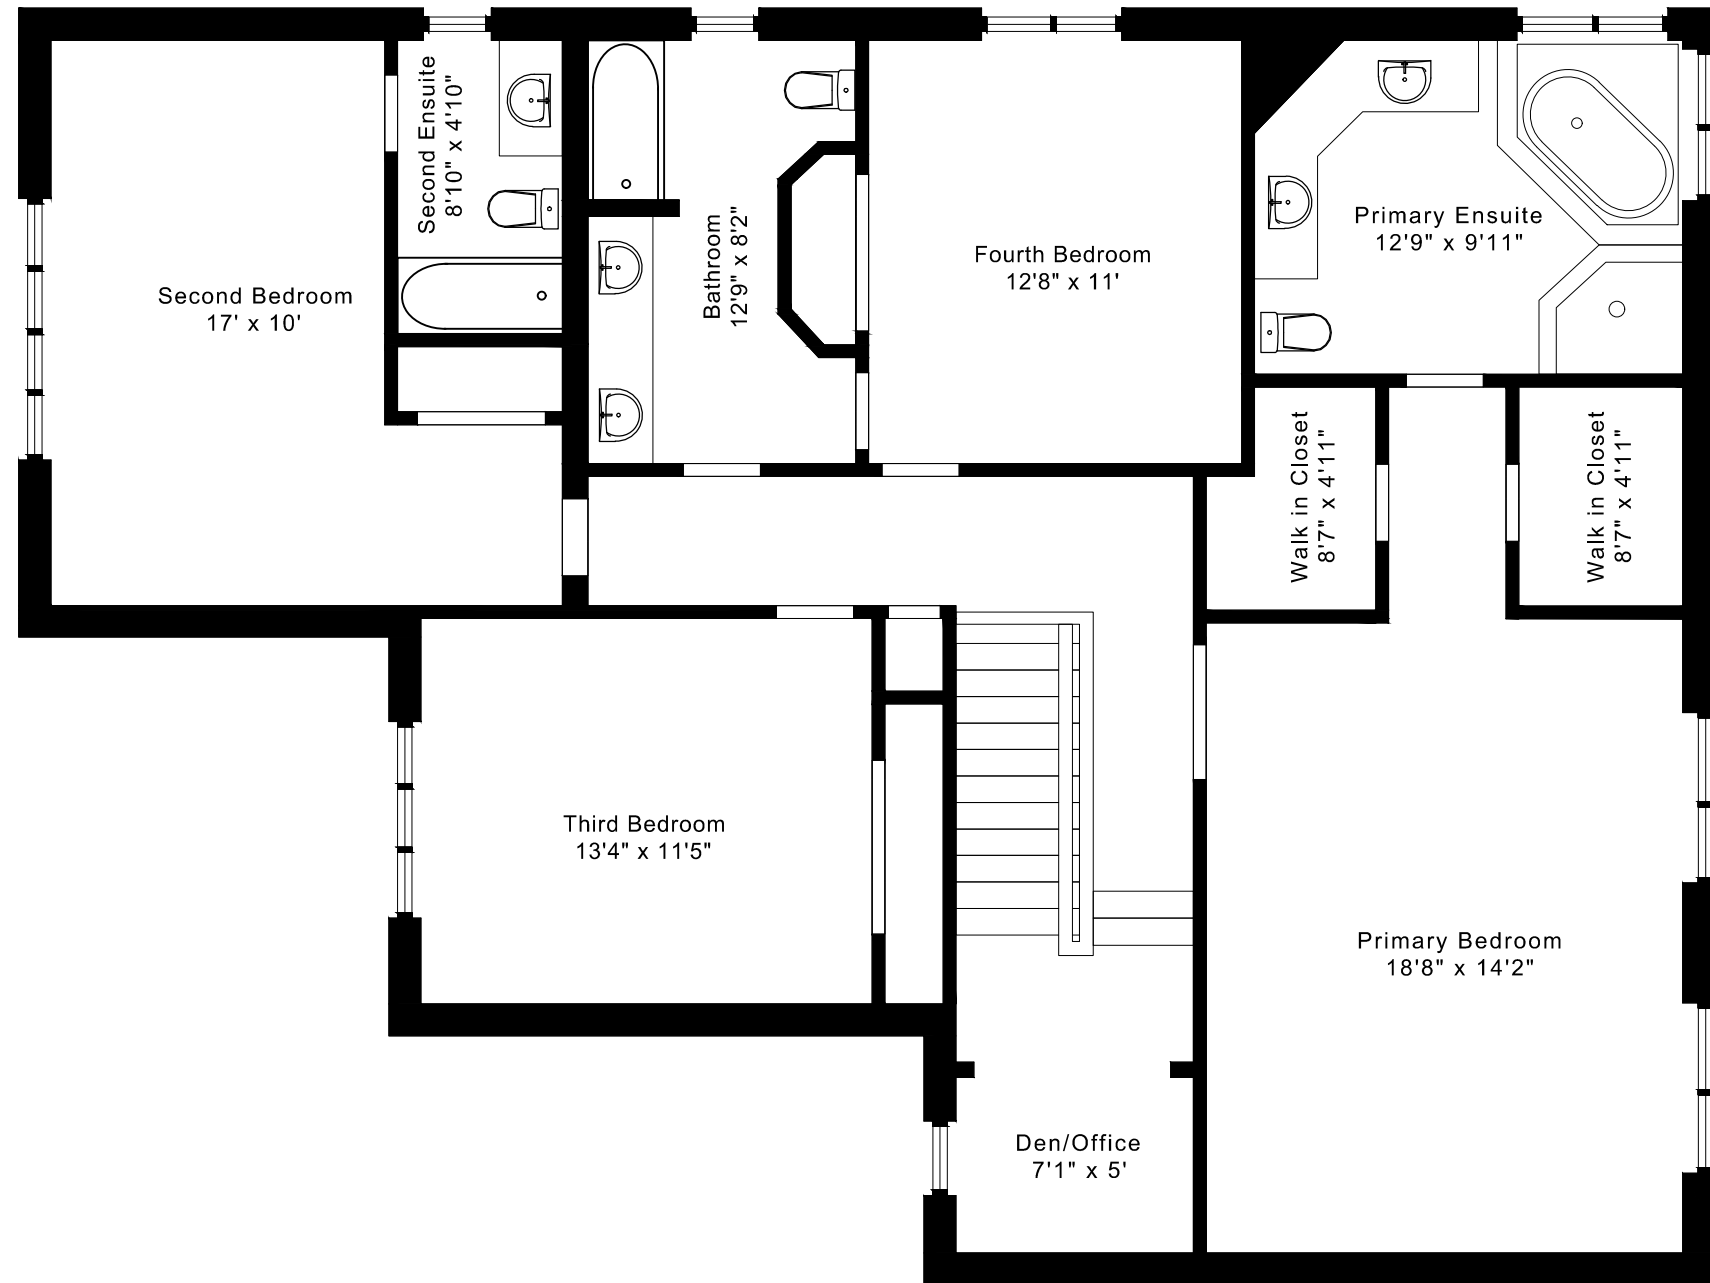 Second Bedroom
17' x 10'
Second Ensuite
8'10" x 4'10"
Bathroom
12'9" x 8'2"
Fourth Bedroom
12'8" x 11'
Primary Ensuite
12'9" x 9'11"
Walk in Closet
8'7" x 4'11"
Walk in Closet
8'7" x 4'11"
Third Bedroom
13'4" x 11'5"
Primary Bedroom
18'8" x 14'2"
Den/Office
7'1" x 5'